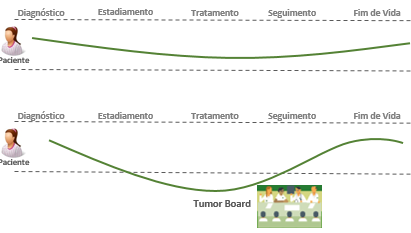 Diagnóstico Estadiamento Tratamento Seguimento Fim de Vida
Paciente
Diagnóstico Estadiamento Tratamento Seguimento Fim de Vida
Paciente
Tumor Board